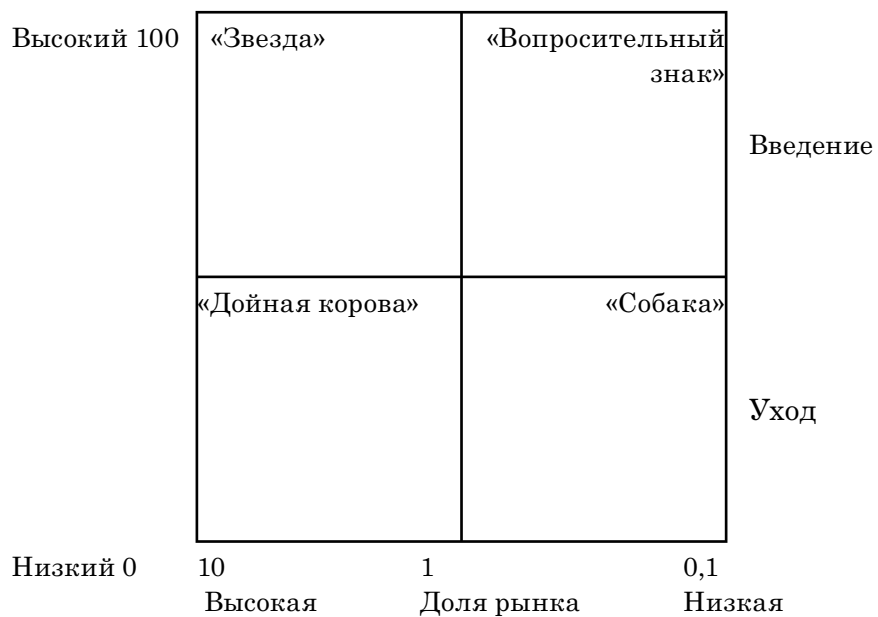 Высокий 100
«Звезда»
«Вопросительный
знак»
Введение
«Дойная корова»
«Собака»
Уход
Низкий 0
10
1
0,1
Высокая
Доля рынка
Низкая